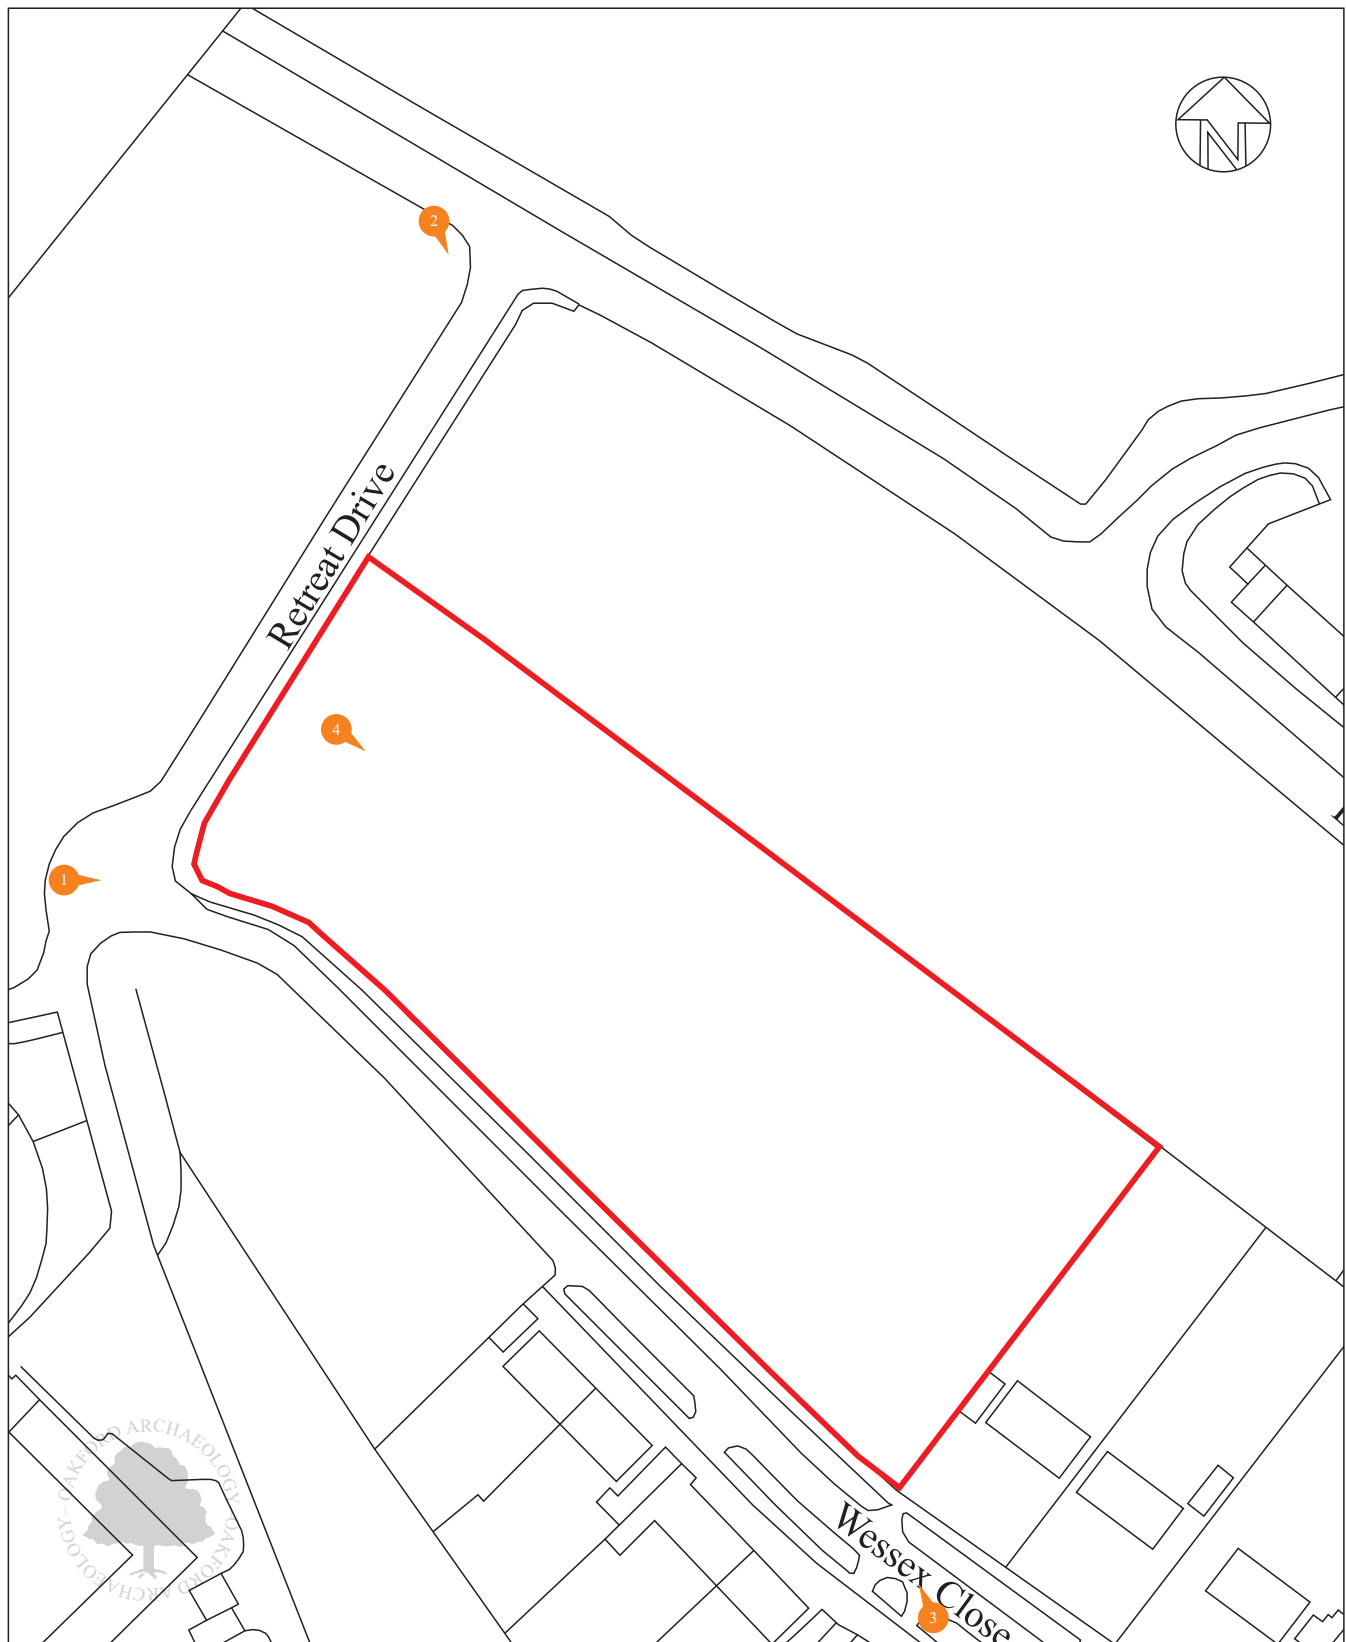 N
2
Retreat Drive
4
1
OAKFORD ARCHAEOLOGY – OAKFORD ARCHAEOLOGY –
Wessex Close
3